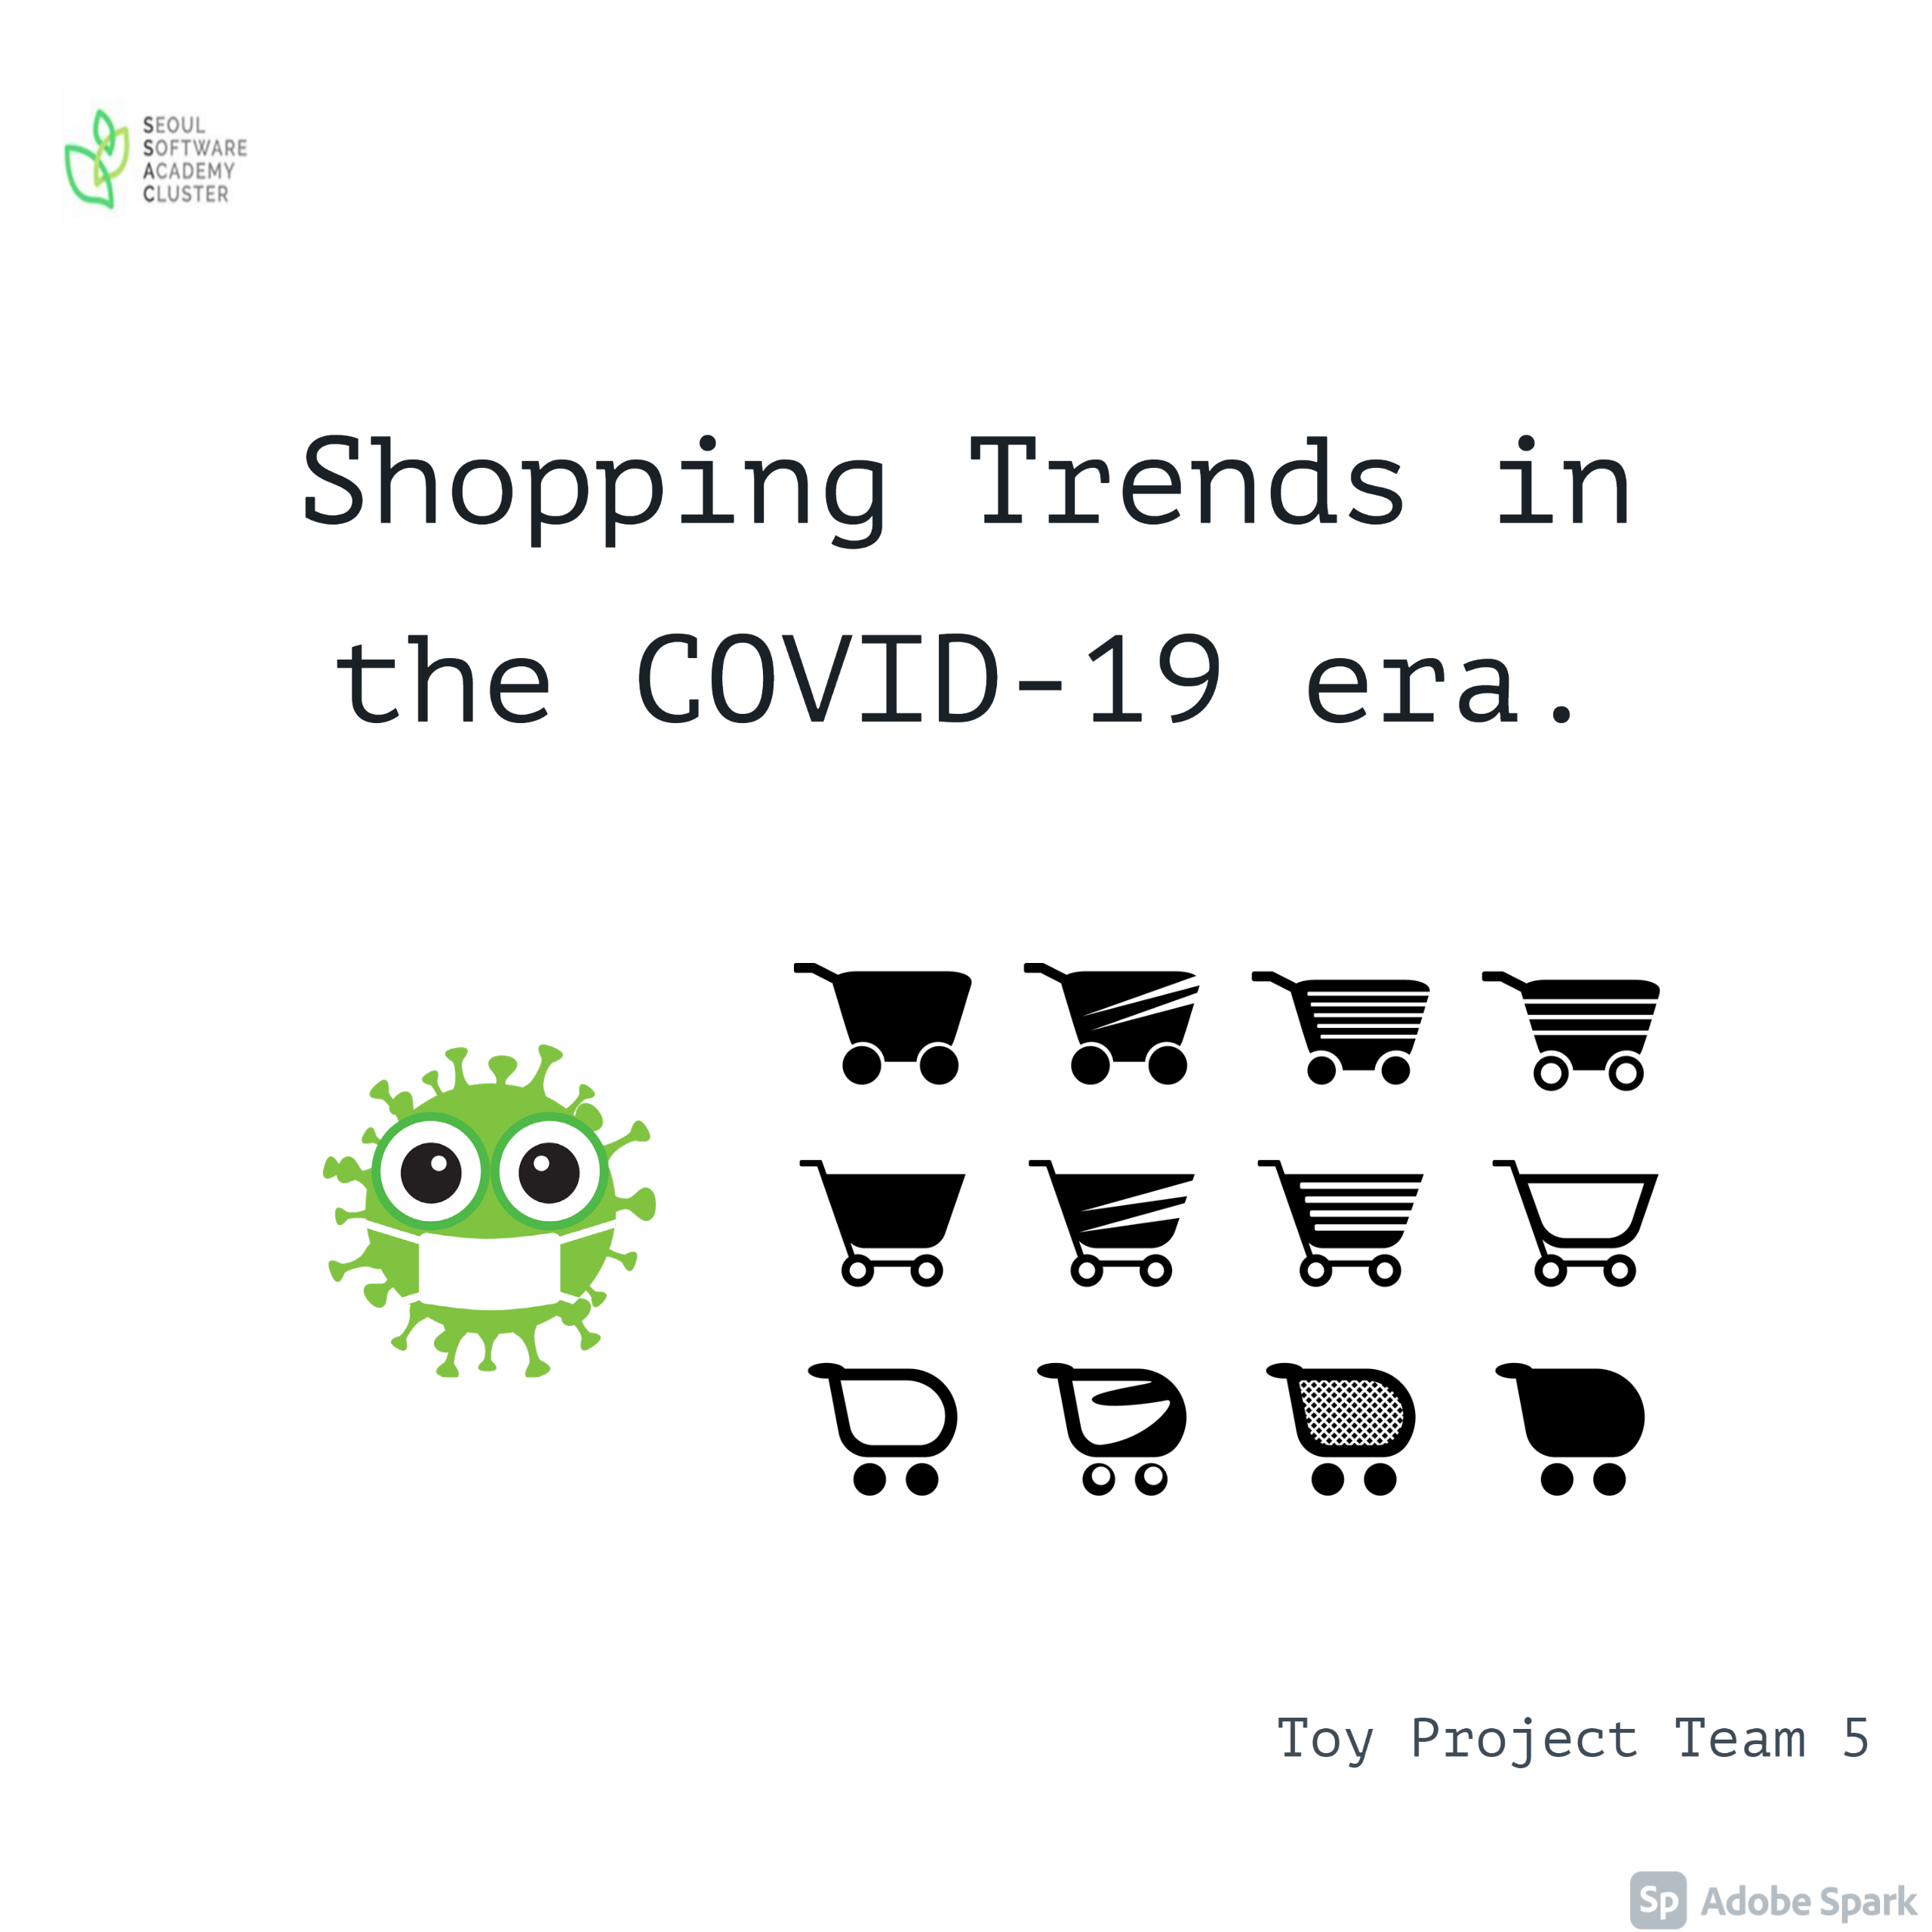 SEOUL
SOFTWARE
ACADEMY
CLUSTER
Shopping Trends in
the COVID-19 era.
Toy Project Team 5
Sp Adobe Spark